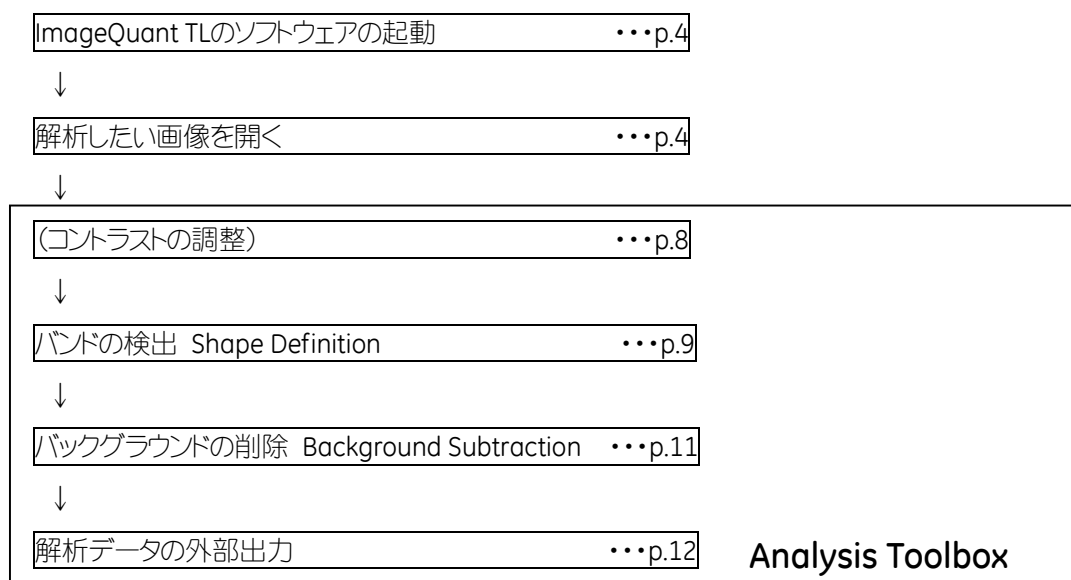 ImageQuant TLのソフトウェアの起動 ・・・p.4
↓
解析したい画像を開く ・・・p.4
↓
(コントラストの調整) ・・・p.8
↓
バンドの検出 Shape Definition ・・・p.9
↓
バックグラウンドの削除 Background Subtraction ・・・p.11
↓
解析データの外部出力 ・・・p.12
Analysis Toolbox